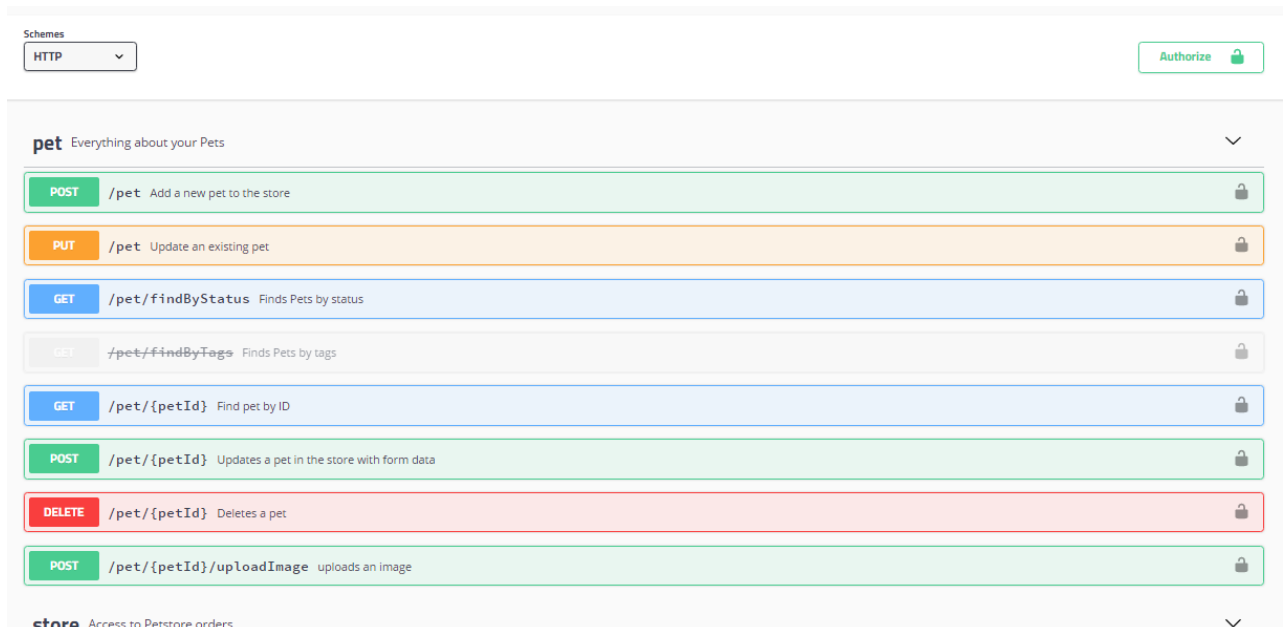 Schemes
HTTP
Authorize
pet Everything about your Pets
POST /pet Add a new pet to the store
PUT /pet Update an existing pet
GET /pet/findByStatus Finds Pets by status
GET /pet/findByTags Finds Pets by tags
GET /pet/{petId} Find pet by ID
POST /pet/{petId} Updates a pet in the store with form data
DELETE /pet/{petId} Deletes a pet
POST /pet/{petId}/uploadImage uploads an image
store Access to Petstore orders